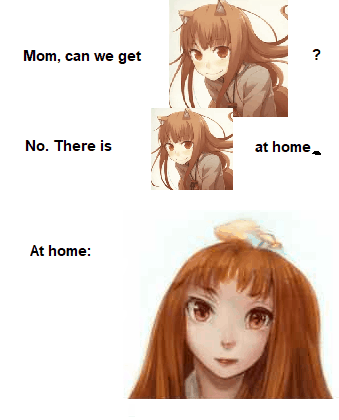 Mom, can we get ?
No. There is at home
At home: